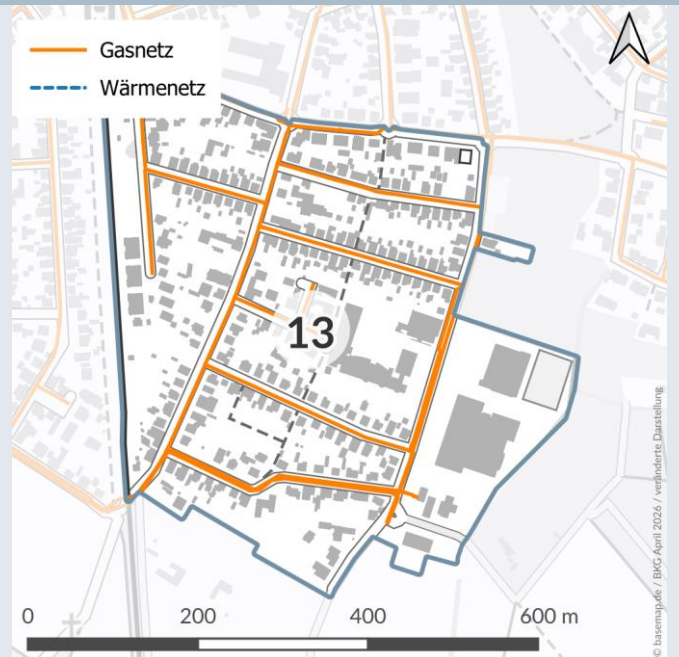 Gasnetz
Wärmenetz
13
0 200 400 600 m
© basemap.de / BKG April 2026 / veränderte Darstellung